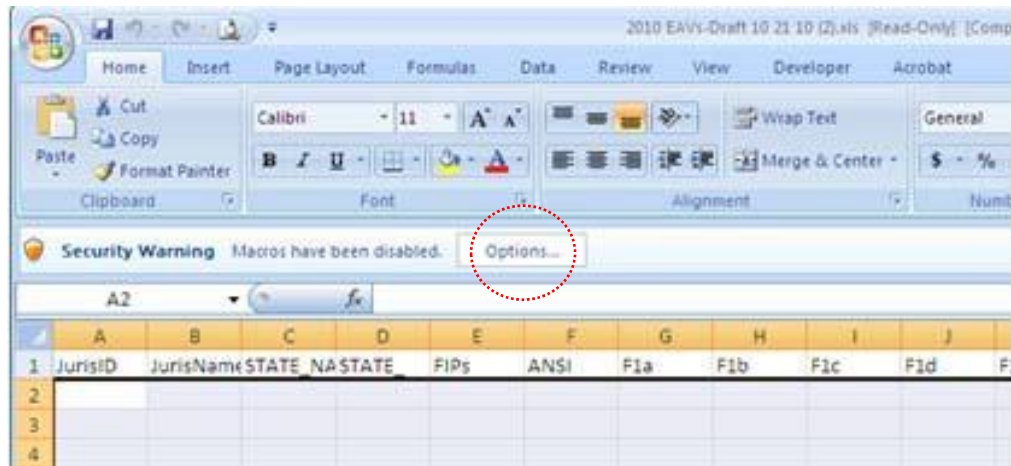 2010 EAVs-Draft 10 21 10 (2).xls [Read-Only] [Comp
Home Insert Page Layout Formulas Data Review View Developer Acrobat
Cut
Copy
Format Painter
Paste
Calibri 11 A A
Wrap Text
General
B I U A
Merge & Center
$ %
Clipboard Font Alignment Numb
Security Warning Macros have been disabled. Options...
A2 fx
A B C D E F G H I J
1 JurisID JurisName STATE_NA STATE_ FIPs ANSI F1a F1b F1c F1d F
2
3
4